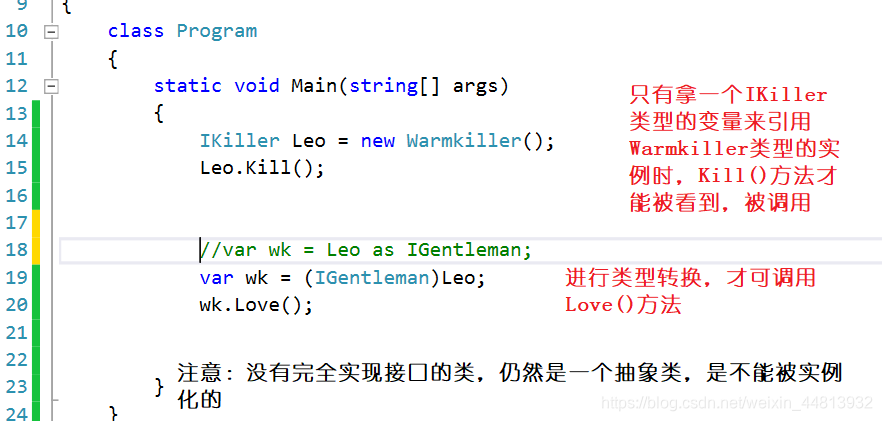 9 {
10 class Program
11 {
12 static void Main(string[] args)
13 {
14 IKiller Leo = new Warmkiller();
15 Leo.Kill();
16
17
18 //var wk = Leo as IGentleman;
19 var wk = (IGentleman)Leo;
20 wk.Love();
21
22
23 }
24 }
只有拿一个IKiller
类型的变量来引用
Warmkiller类型的实
例时，Kill()方法才
能被看到，被调用
进行类型转换，才可调用
Love()方法
注意：没有完全实现接口的类，仍然是一个抽象类，是不能被实例
化的
https://blog.csdn.net/weixin_44813932